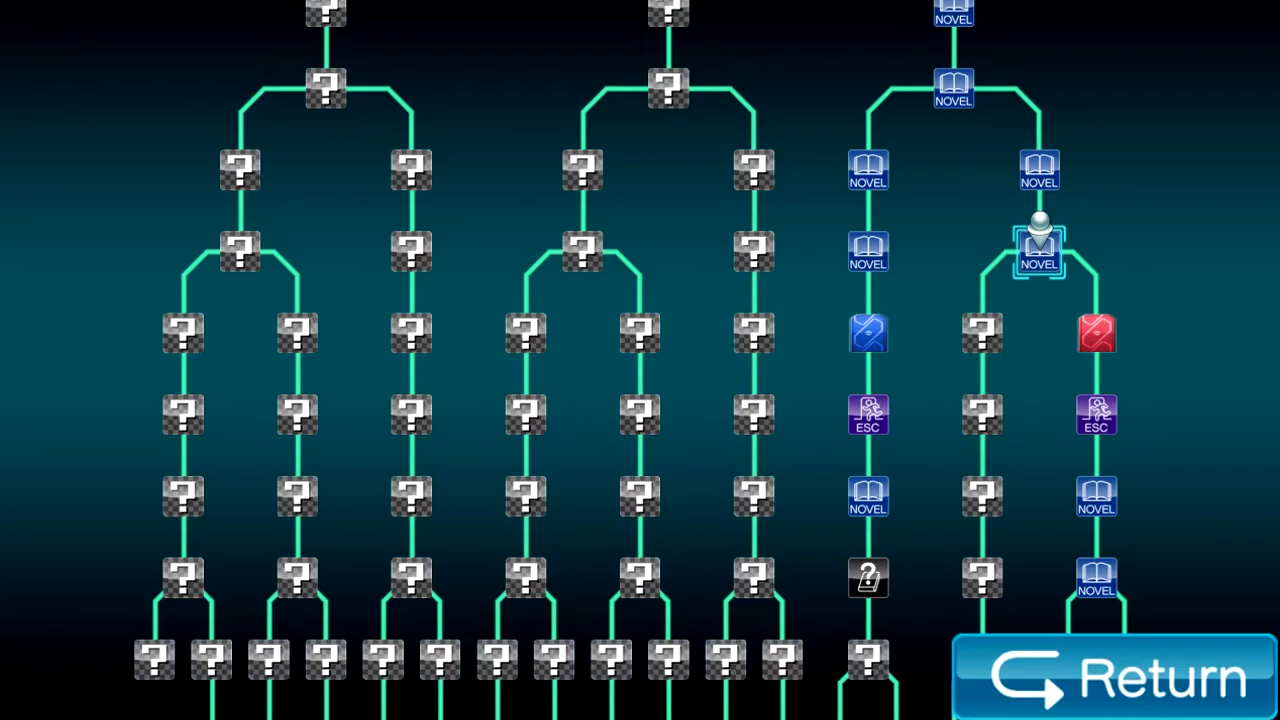 ? ? NOVEL
? ? NOVEL
? ? ? ? NOVEL NOVEL
? ? ? ? NOVEL NOVEL
? ? ? ? ? ? ?
? ? ? ? ? ? ESC ? ESC
? ? ? ? ? ? NOVEL ? NOVEL
? ? ? ? ? ? ? ? NOVEL
? ? ? ? ? ? ? ? ? ? ? ? ?
Return